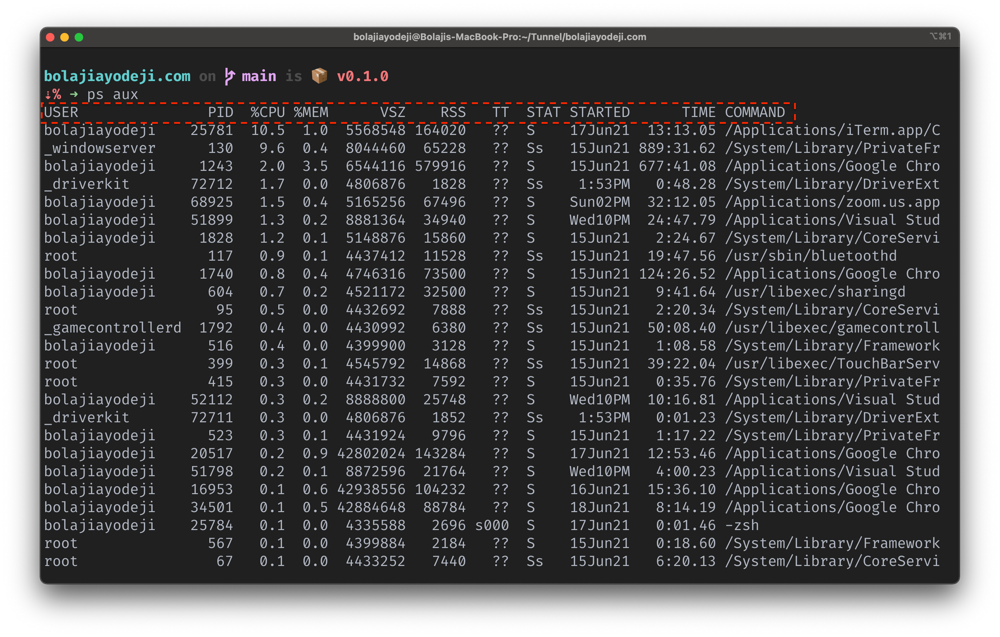 bolajiayodeji@Bolajis-MacBook-Pro:~/Tunnel/bolajiayodeji.com ⌥⌘1
bolajiayodeji.com on main is 📦 v0.1.0
⇣% ➜ ps aux
USER PID %CPU %MEM VSZ RSS TT STAT STARTED TIME COMMAND
bolajiayodeji 25781 10.5 1.0 5568548 164020 ?? S 17Jun21 13:13.05 /Applications/iTerm.app/C
_windowserver 130 9.6 0.4 8044460 65228 ?? Ss 15Jun21 889:31.62 /System/Library/PrivateFr
bolajiayodeji 1243 2.0 3.5 6544116 579916 ?? S 15Jun21 677:41.08 /Applications/Google Chro
_driverkit 72712 1.7 0.0 4806876 1828 ?? Ss 1:53PM 0:48.28 /System/Library/DriverExt
bolajiayodeji 68925 1.5 0.4 5165256 67496 ?? S Sun02PM 32:12.05 /Applications/zoom.us.app
bolajiayodeji 51899 1.3 0.2 8881364 34940 ?? S Wed10PM 24:47.79 /Applications/Visual Stud
bolajiayodeji 1828 1.2 0.1 5148876 15860 ?? S 15Jun21 2:24.67 /System/Library/CoreServi
root 117 0.9 0.1 4437412 11528 ?? Ss 15Jun21 19:47.56 /usr/sbin/bluetoothd
bolajiayodeji 1740 0.8 0.4 4746316 73500 ?? S 15Jun21 124:26.52 /Applications/Google Chro
bolajiayodeji 604 0.7 0.2 4521172 32500 ?? S 15Jun21 9:41.64 /usr/libexec/sharingd
root 95 0.5 0.0 4432692 7888 ?? Ss 15Jun21 2:20.34 /System/Library/CoreServi
_gamecontrollerd 1792 0.4 0.0 4430992 6380 ?? Ss 15Jun21 50:08.40 /usr/libexec/gamecontroll
bolajiayodeji 516 0.4 0.0 4399900 3128 ?? S 15Jun21 1:08.58 /System/Library/Framework
root 399 0.3 0.1 4545792 14868 ?? Ss 15Jun21 39:22.04 /usr/libexec/TouchBarServ
root 415 0.3 0.0 4431732 7592 ?? S 15Jun21 0:35.76 /System/Library/PrivateFr
bolajiayodeji 52112 0.3 0.2 8888800 25748 ?? S Wed10PM 10:16.81 /Applications/Visual Stud
_driverkit 72711 0.3 0.0 4806876 1852 ?? Ss 1:53PM 0:01.23 /System/Library/DriverExt
bolajiayodeji 523 0.3 0.1 4431924 9796 ?? S 15Jun21 1:17.22 /System/Library/PrivateFr
bolajiayodeji 20517 0.2 0.9 42802024 143284 ?? S 17Jun21 12:53.46 /Applications/Google Chro
bolajiayodeji 51798 0.2 0.1 8872596 21764 ?? S Wed10PM 4:00.23 /Applications/Visual Stud
bolajiayodeji 16953 0.1 0.6 42938556 104232 ?? S 16Jun21 15:36.10 /Applications/Google Chro
bolajiayodeji 34501 0.1 0.5 42884648 88784 ?? S 18Jun21 8:14.19 /Applications/Google Chro
bolajiayodeji 25784 0.1 0.0 4335588 2696 s000 S 17Jun21 0:01.46 -zsh
root 567 0.1 0.0 4399884 2184 ?? S 15Jun21 0:18.60 /System/Library/Framework
root 67 0.1 0.0 4433252 7440 ?? Ss 15Jun21 6:20.13 /System/Library/CoreServi